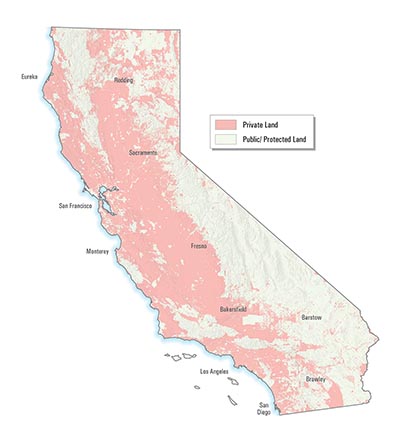 Eureka
Redding
Private Land
Public/ Protected Land
Sacramento
San Francisco
Monterey
Fresno
Bakersfield
Barstow
Los Angeles
Brawley
San
Diego